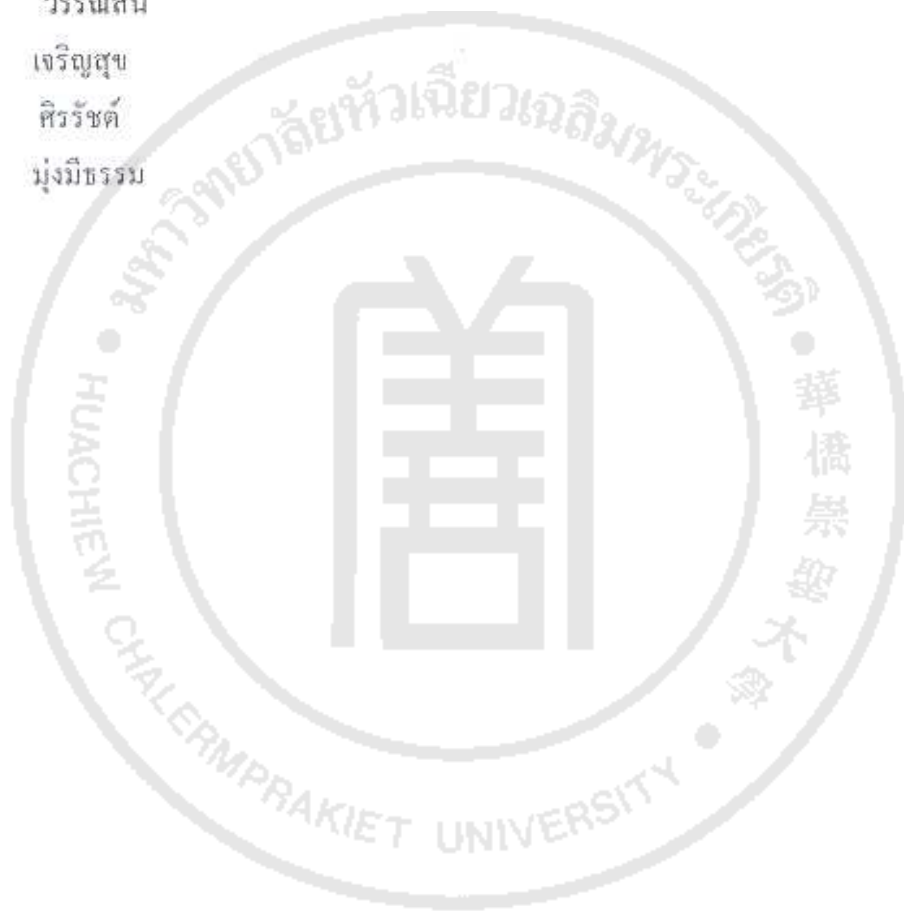 เจริญสุข
ศิรรัชต์
มุ่งมีธรรม
มหาวิทยาลัยหัวเฉียวเฉลิมพระเกียรติ
華僑崇聖大學
HUACHIEW CHALERMPRAKIET UNIVERSITY